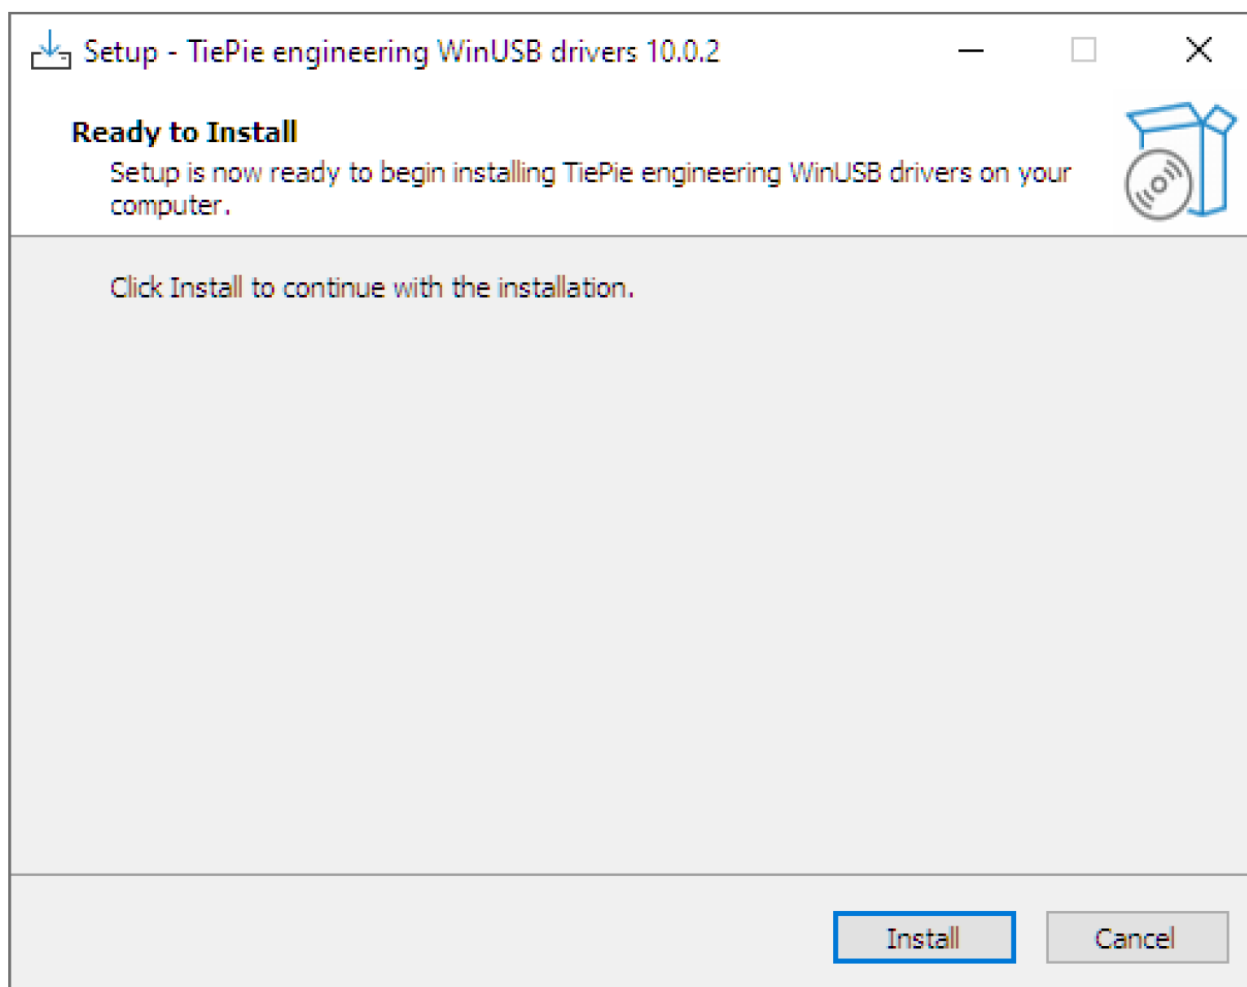 Setup - TiePie engineering WinUSB drivers 10.0.2
Ready to Install
Setup is now ready to begin installing TiePie engineering WinUSB drivers on your
computer.
Click Install to continue with the installation.
Install
Cancel